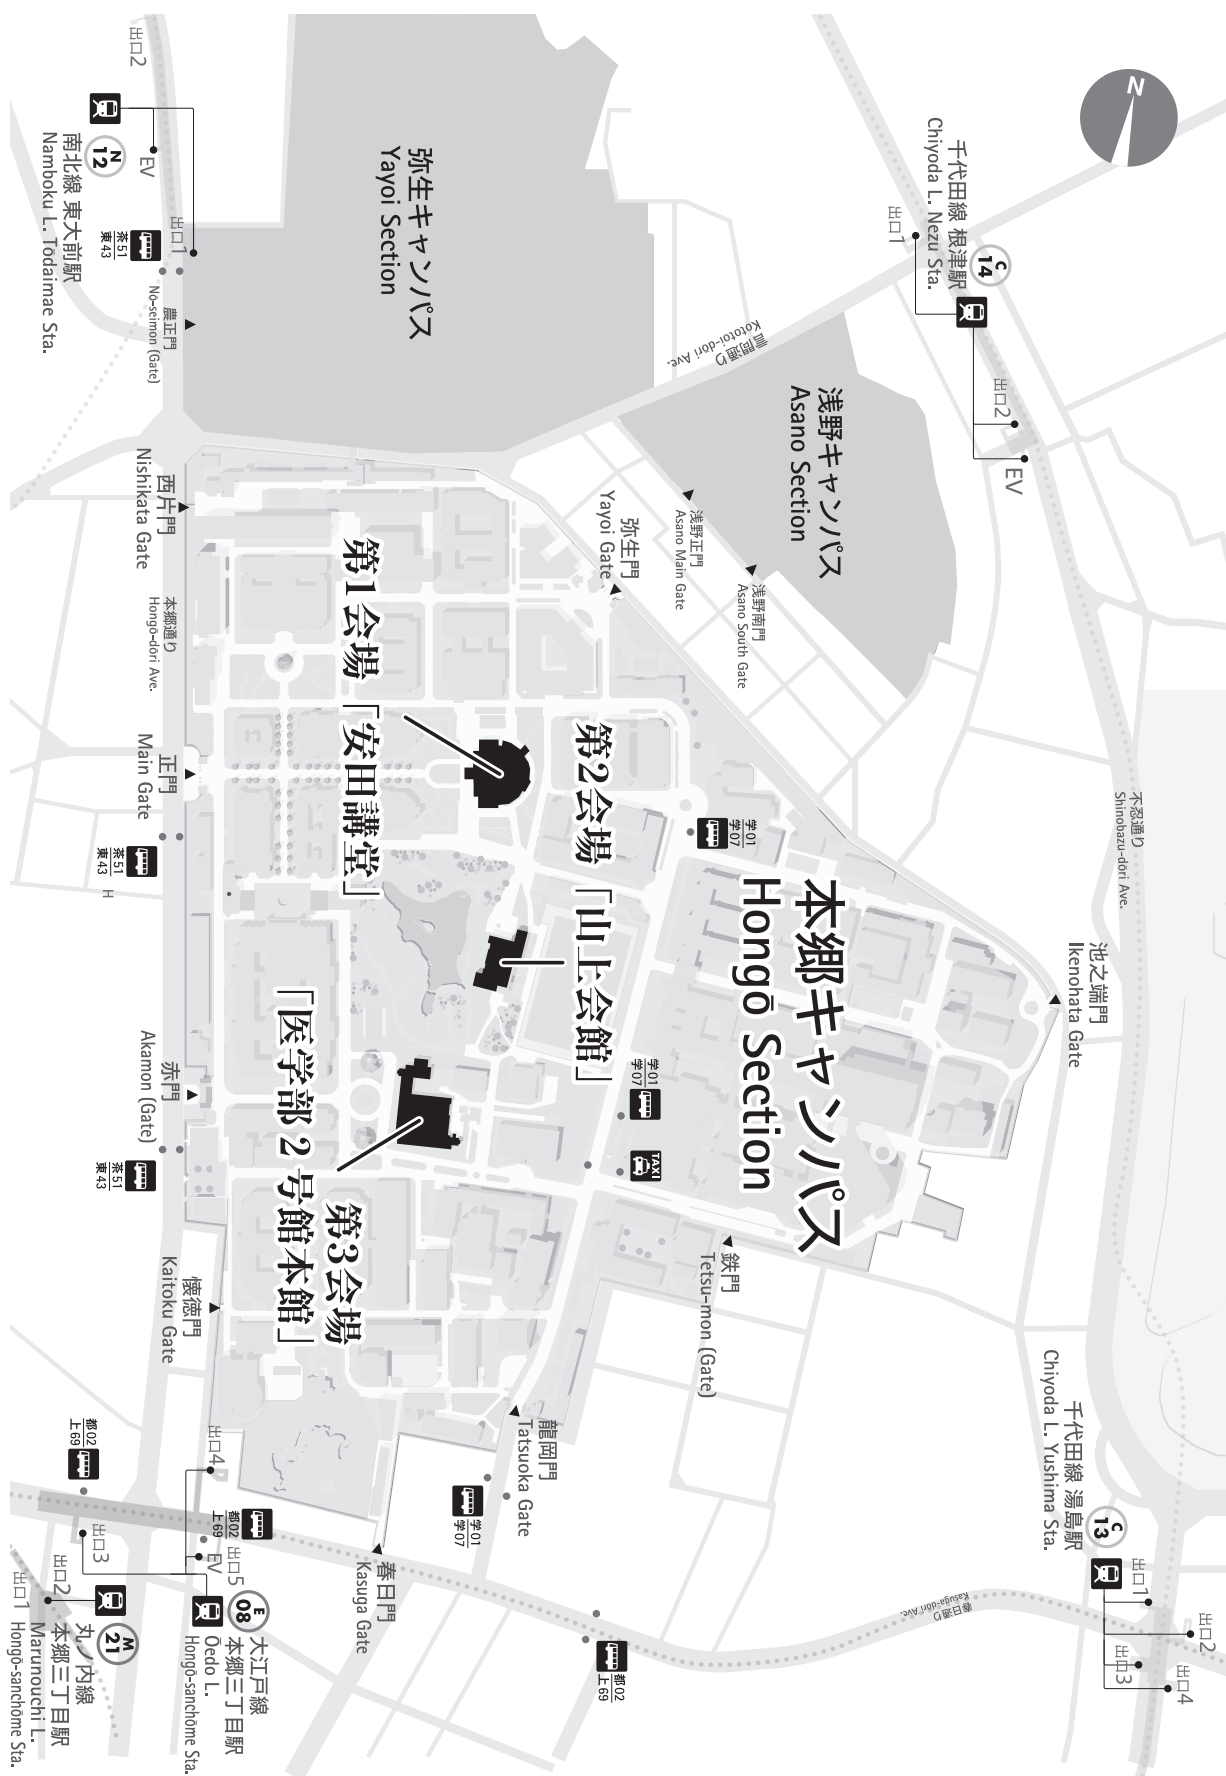 N
出口2
EV
N
12
南北線 東大前駅
Namboku L. Tōdaimae Sta.
出口1
茶51
東43
農正門
Nō-seimon (Gate)
弥生キャンパス
Yayoi Section
千代田線 根津駅
Chiyoda L. Nezu Sta.
C
14
出口1
出口2
EV
言問通り
Kototoi-dōri Ave.
浅野キャンパス
Asano Section
浅野正門
Asano Main Gate
浅野南門
Asano South Gate
弥生門
Yayoi Gate
西片門
Nishikata Gate
本郷通り
Hongō-dōri Ave.
正門
Main Gate
茶51
東43
H
第1会場「安田講堂」
第2会場「山上会館」
第3会場
「医学部2号館本館」
本郷キャンパス
Hongō Section
学01
学07
不忍通り
Shinobazu-dōri Ave.
池之端門
Ikenohata Gate
学01
学07
TAXI
赤門
Akamon (Gate)
茶51
東43
鉄門
Tetsu-mon (Gate)
懐徳門
Kaitoku Gate
龍岡門
Tatsuoka Gate
学01
学07
春日門
Kasuga Gate
都02
上69
出口4
都02
上69
出口3
EV
出口5
E
08
大江戸線
本郷三丁目駅
Ōedo L.
Hongō-sanchōme Sta.
出口2
出口1
M
21
丸ノ内線
本郷三丁目駅
Marunouchi L.
Hongō-sanchōme Sta.
都02
上69
春日通り
Kasuga-dōri Ave.
千代田線 湯島駅
Chiyoda L. Yushima Sta.
C
13
出口1
出口2
出口3
出口4